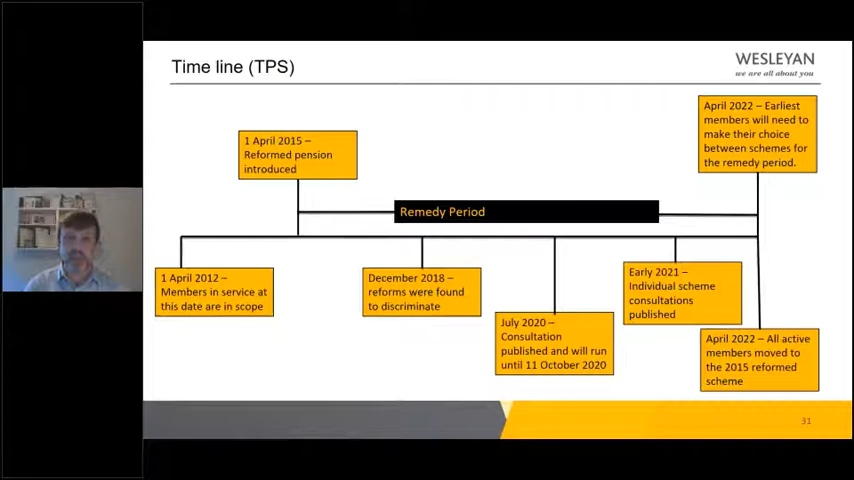 Time line (TPS)
WESLEYAN
we are all about you
1 April 2015 –
Reformed pension
introduced
April 2022 – Earliest
members will need to
make their choice
between schemes for
the remedy period.
Remedy Period
1 April 2012 –
Members in service at
this date are in scope
December 2018 –
reforms were found
to discriminate
July 2020 –
Consultation
published and will run
until 11 October 2020
Early 2021 –
Individual scheme
consultations
published
April 2022 – All active
members moved to
the 2015 reformed
scheme
31